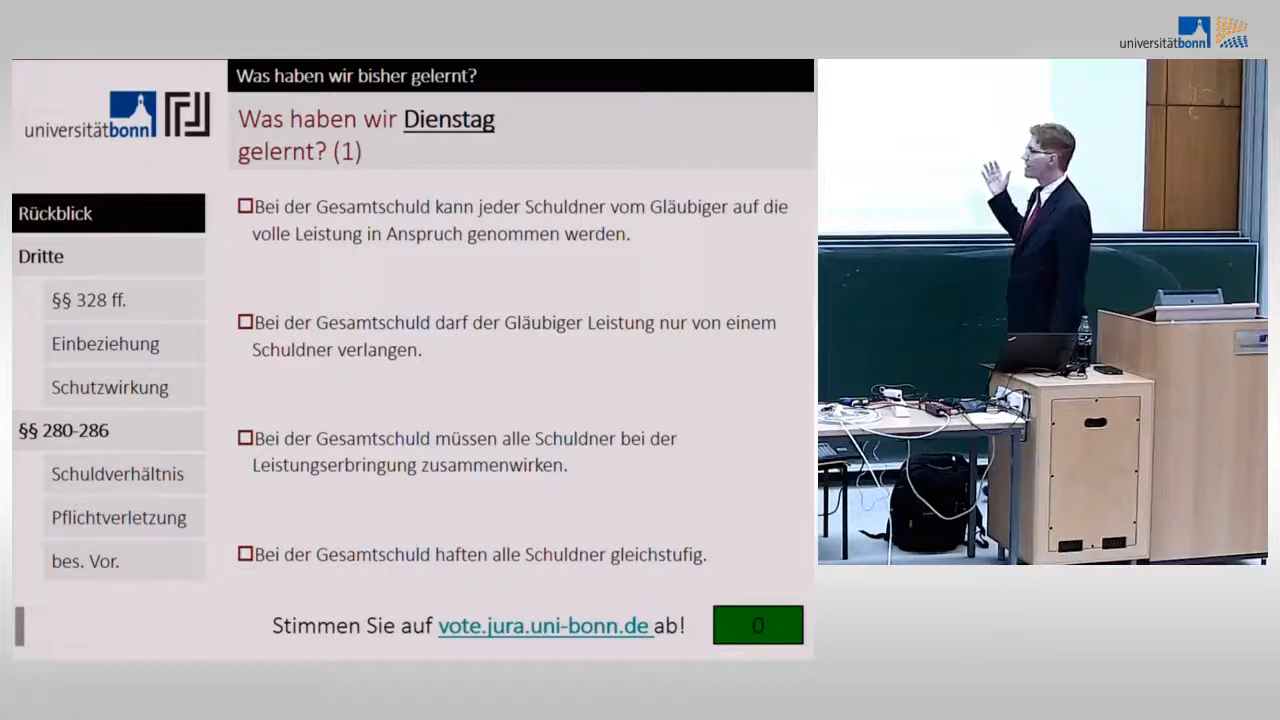 universitätbonn
Was haben wir bisher gelernt?
universitätbonn
Was haben wir Dienstag
gelernt? (1)
Rückblick
Dritte
§§ 328 ff.
Einbeziehung
Schutzwirkung
§§ 280-286
Schuldverhältnis
Pflichtverletzung
bes. Vor.
Bei der Gesamtschuld kann jeder Schuldner vom Gläubiger auf die
volle Leistung in Anspruch genommen werden.
Bei der Gesamtschuld darf der Gläubiger Leistung nur von einem
Schuldner verlangen.
Bei der Gesamtschuld müssen alle Schuldner bei der
Leistungserbringung zusammenwirken.
Bei der Gesamtschuld haften alle Schuldner gleichstufig.
Stimmen Sie auf vote.jura.uni-bonn.de ab!
0